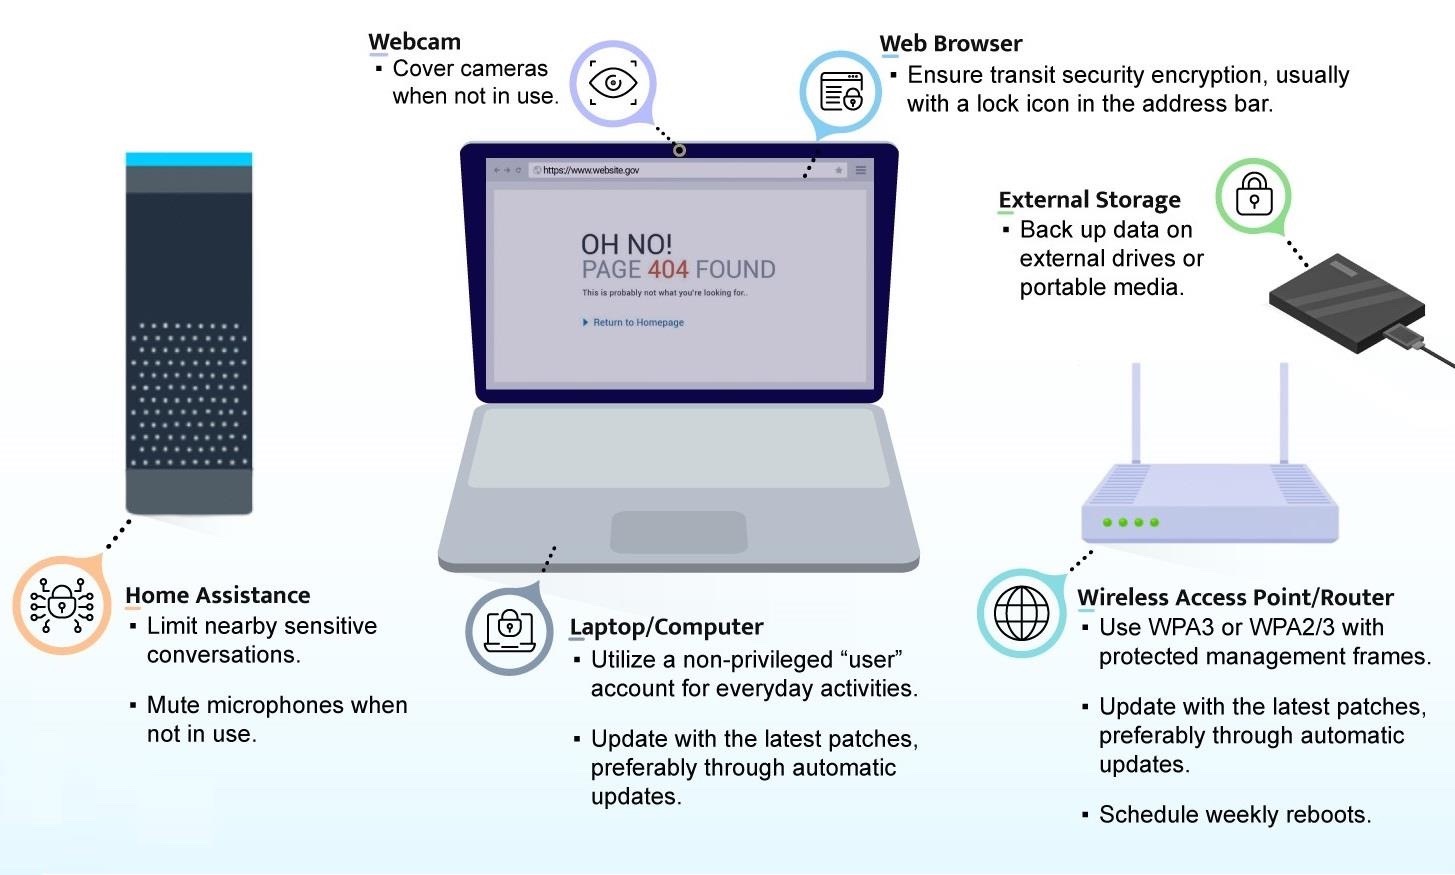 Webcam
▪ Cover cameras
when not in use.
Web Browser
▪ Ensure transit security encryption, usually
with a lock icon in the address bar.
https://www.website.gov
OH NO!
PAGE 404 FOUND
This is probably not what you're looking for..
Return to Homepage
External Storage
▪ Back up data on
external drives or
portable media.
Home Assistance
▪ Limit nearby sensitive
conversations.
▪ Mute microphones when
not in use.
Laptop/Computer
▪ Utilize a non-privileged “user”
account for everyday activities.
▪ Update with the latest patches,
preferably through automatic
updates.
Wireless Access Point/Router
▪ Use WPA3 or WPA2/3 with
protected management frames.
▪ Update with the latest patches,
preferably through automatic
updates.
▪ Schedule weekly reboots.